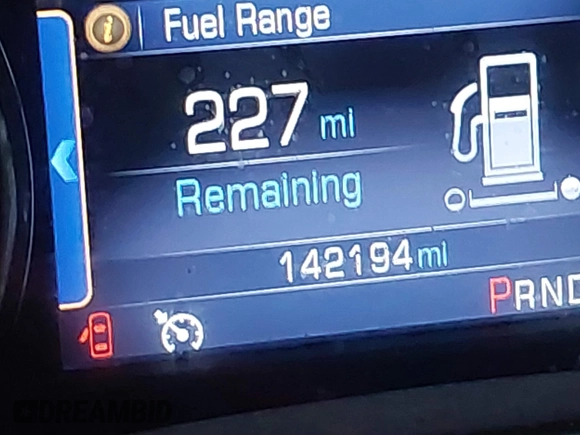 i Fuel Range
227 mi
Remaining
142194 mi
PRND
DREAMBID